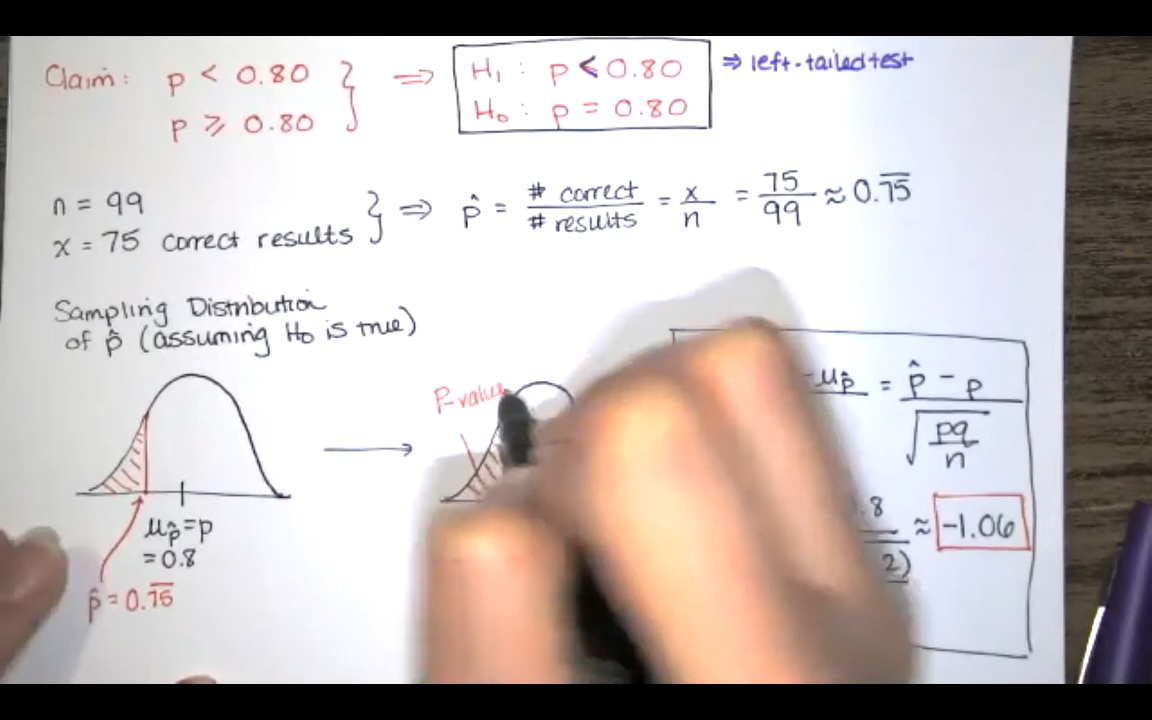 Claim: p < 0.80 ⇒ H₁: p < 0.80 ⇒ left-tailed test
p ⩾ 0.80 H₀: p = 0.80
n = 99
x = 75 correct results ⇒ p̂ = # correct / # results = x/n = 75/99 ≈ 0.7̅5̅
Sampling Distribution
of p̂ (assuming H₀ is true)
P-value
μp̂ = p
= 0.8
p̂ = 0.7̅5̅
- μp̂ = p̂ - p / √(pq/n)
.8 ≈ -1.06
2)